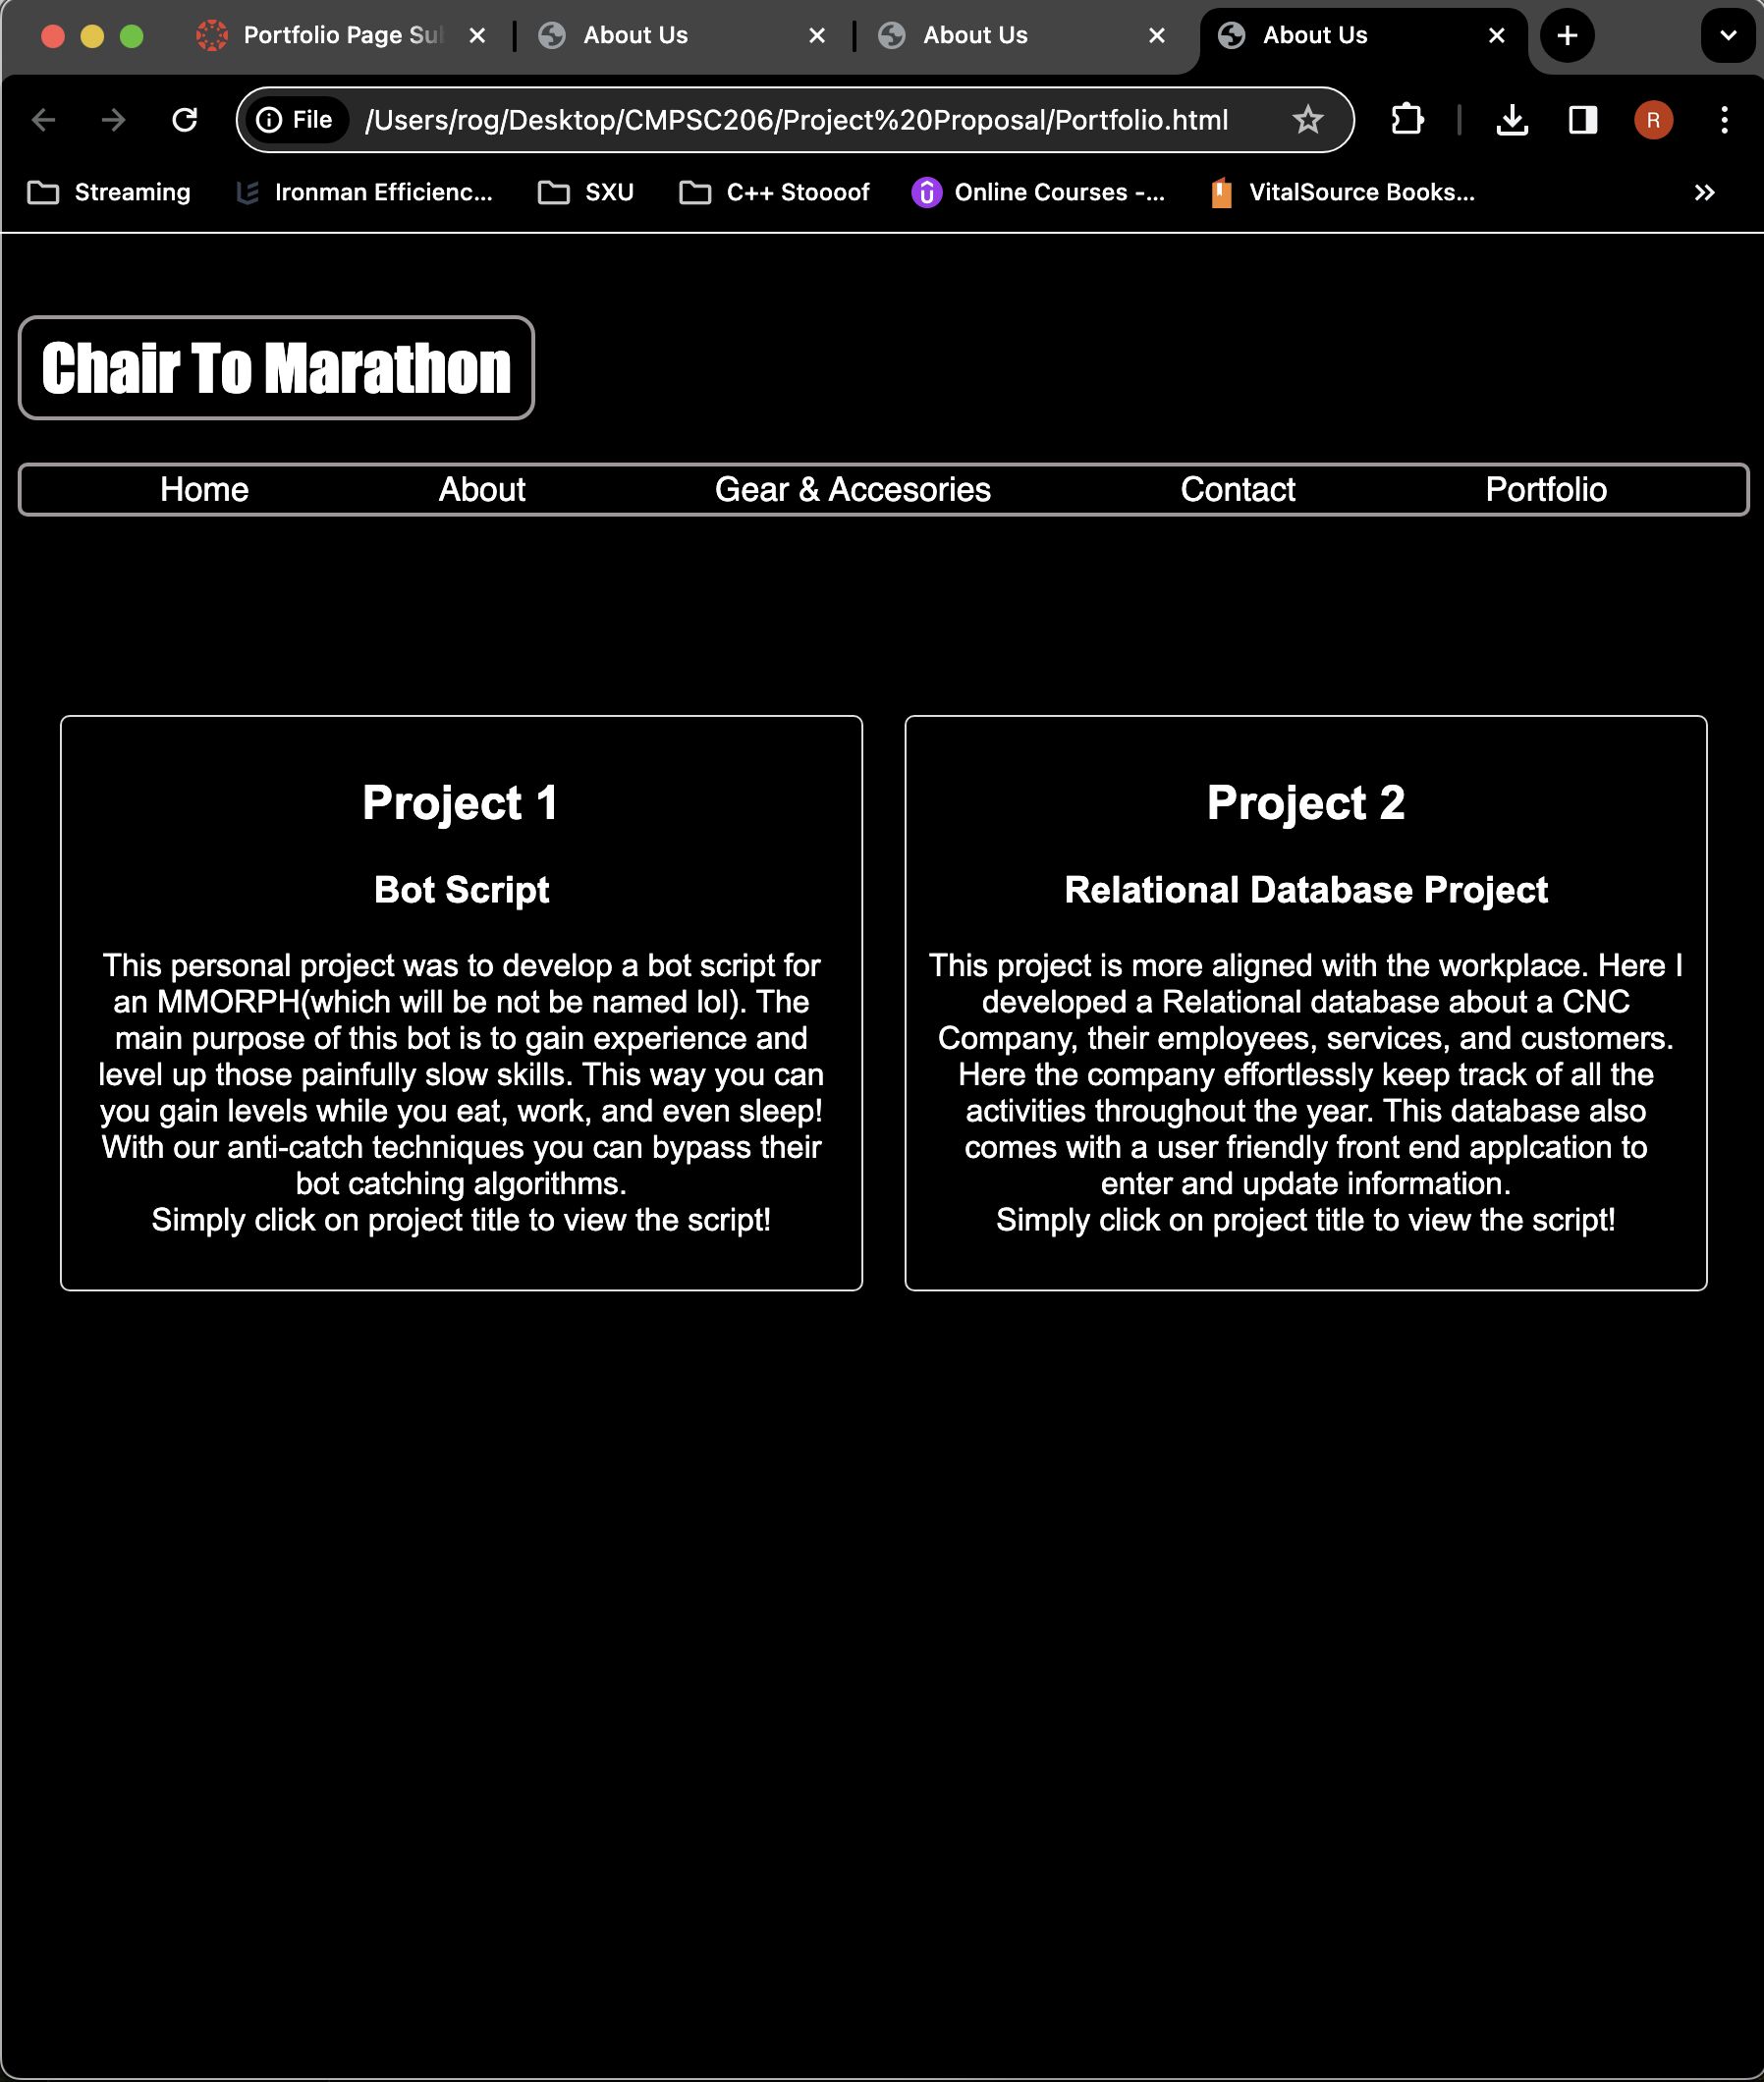 Portfolio Page Su
About Us
About Us
About Us
File /Users/rog/Desktop/CMPSC206/Project%20Proposal/Portfolio.html
R
Streaming
Ironman Efficienc...
SXU
C++ Stoooof
Online Courses -...
VitalSource Books...
Chair To Marathon
Home About Gear & Accesories Contact Portfolio
Project 1
Bot Script
This personal project was to develop a bot script for
an MMORPH(which will be not be named lol). The
main purpose of this bot is to gain experience and
level up those painfully slow skills. This way you can
you gain levels while you eat, work, and even sleep!
With our anti-catch techniques you can bypass their
bot catching algorithms.
Simply click on project title to view the script!
Project 2
Relational Database Project
This project is more aligned with the workplace. Here I
developed a Relational database about a CNC
Company, their employees, services, and customers.
Here the company effortlessly keep track of all the
activities throughout the year. This database also
comes with a user friendly front end applcation to
enter and update information.
Simply click on project title to view the script!